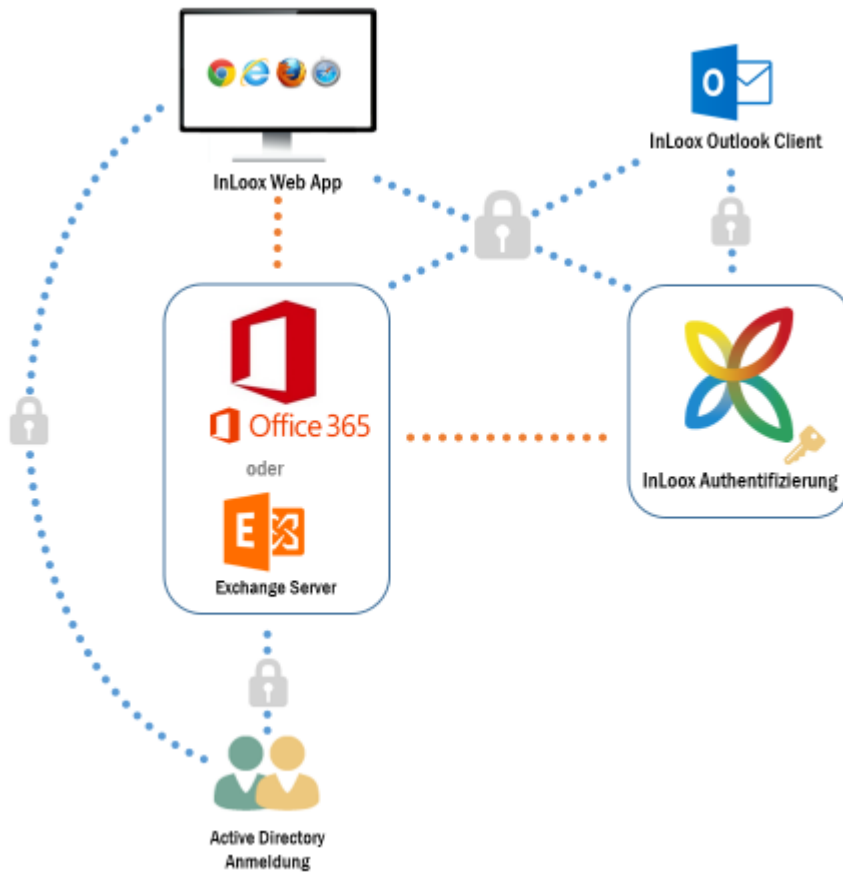 InLoox Web App
O
InLoox Outlook Client
Office 365
oder
E
Exchange Server
InLoox Authentifizierung
Active Directory
Anmeldung